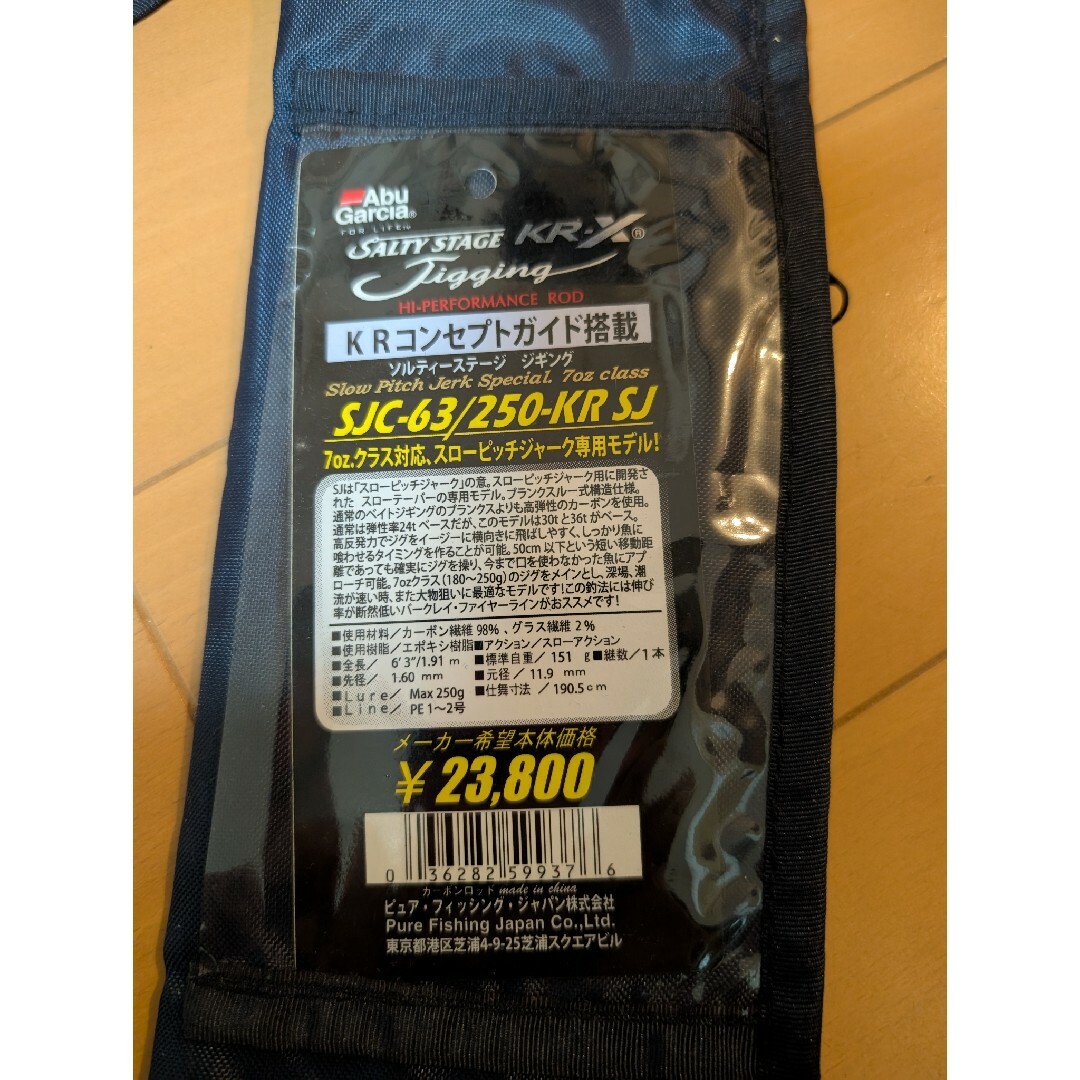 Abu
Garcia®
FOR LIFE
SALTY STAGE KR-X®
Jigging
HI-PERFORMANCE ROD
KRコンセプトガイド搭載
ソルティーステージ ジギング
Slow Pitch Jerk Special. 7oz class
SJC-63/250-KR SJ
7oz.クラス対応、スローピッチジャーク専用モデル!
SJは「スローピッチジャーク」の意。スローピッチジャーク用に開発さ
れた スローテーパーの専用モデル。ブランクスルー式構造仕様。
通常のベイトジギングのブランクスよりも高弾性のカーボンを使用。
通常は弾性率24tベースだが、このモデルは30tと36tがベース。
高反発力でジグをイージーに横向きに飛ばしやすく、しっかり魚に
喰わせるタイミングを作ることが可能。50cm以下という短い移動距
離であっても確実にジグを操り、今まで口を使わなかった魚にアプ
ローチ可能。7ozクラス(180〜250g)のジグをメインとし、深場、潮
流が速い時、また大物狙いに最適なモデルです!この釣法には伸び
率が断然低いバークレイ・ファイヤーラインがおススメです!
■使用材料/カーボン繊維98%、グラス繊維2%
■使用樹脂/エポキシ樹脂■アクション/スローアクション
■全長/ 6'3"/1.91 m ■標準自重/ 151 g■継数/1本
■先径/ 1.60 mm ■元径/ 11.9 mm
■Lure/ Max 250g ■仕舞寸法 /190.5cm
■Line/ PE 1〜2号
メーカー希望本体価格
¥ 23,800
0 36282 59937 6
カーボンロッド made in china
ピュア・フィッシング・ジャパン株式会社
Pure Fishing Japan Co.,Ltd.
東京都港区芝浦4-9-25芝浦スクエアビル